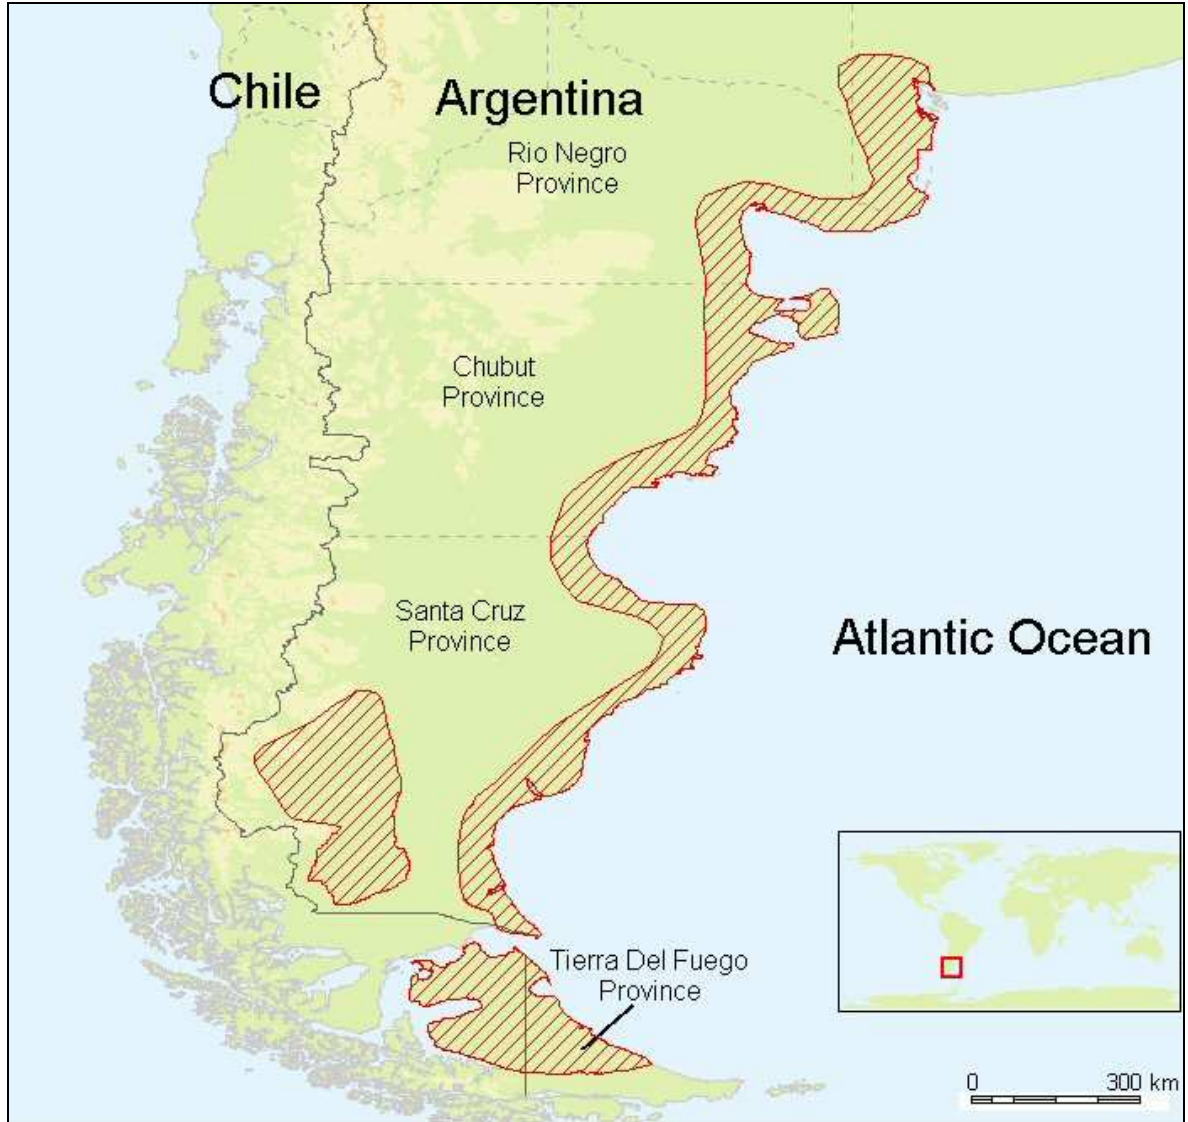 Chile
Argentina
Rio Negro
Province
Chubut
Province
Santa Cruz
Province
Atlantic Ocean
Tierra Del Fuego
Province
0 300 km